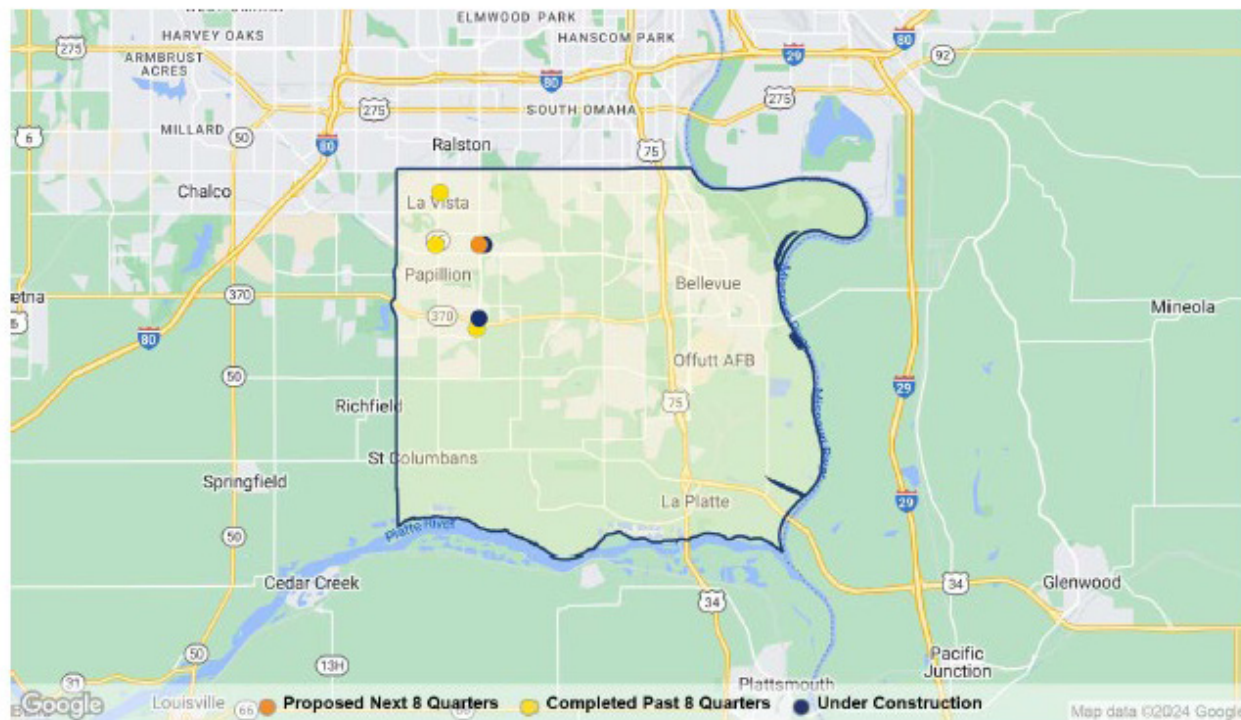 ELMWOOD PARK
HARVEY OAKS
HANSCOM PARK
80
275
29
92
ARMBRUST
ACRES
80
275
275
SOUTH OMAHA
MILLARD
6
50
80
Ralston
75
Chalco
La Vista
Papillion
Bellevue
370
370
Mineola
80
Offutt AFB
50
29
Richfield
75
St Columbans
Springfield
29
La Platte
Platte River
Missouri River
50
Cedar Creek
34
Glenwood
34
50
13H
Pacific
Junction
31
Plattsmouth
Google
Louisville
66
Proposed Next 8 Quarters
Completed Past 8 Quarters
Under Construction
Map data ©2024 Google